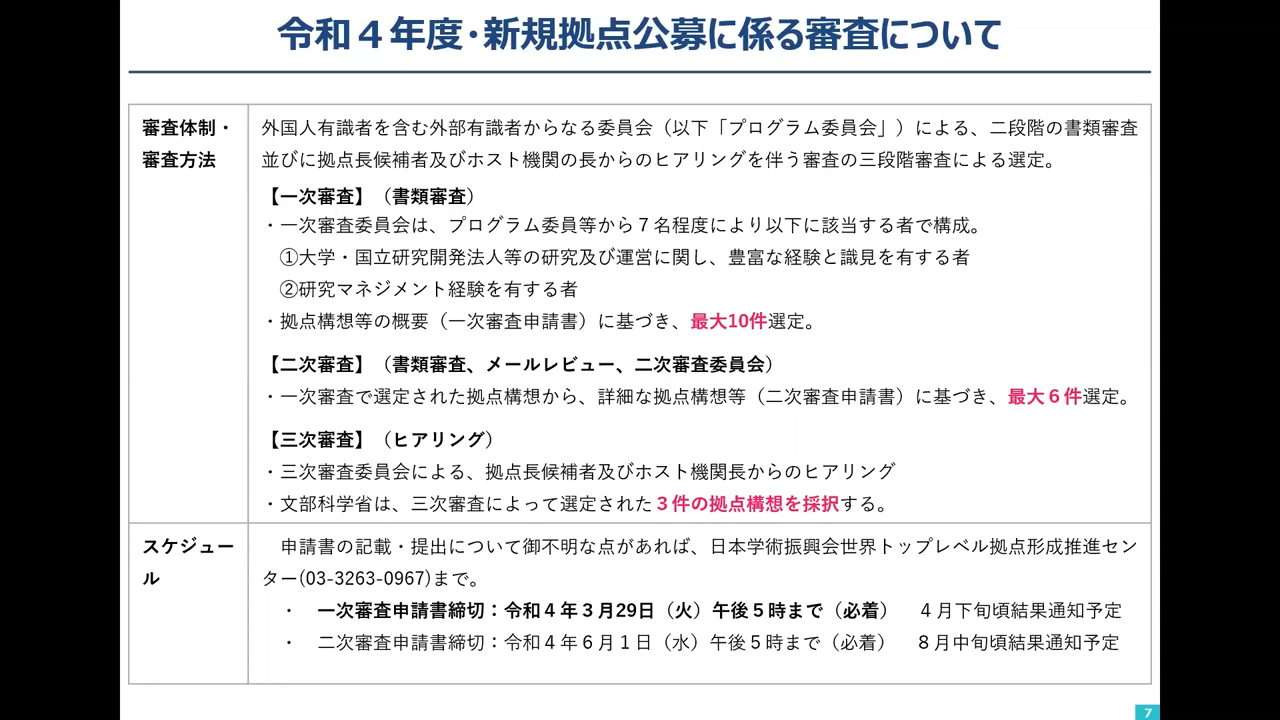 令和４年度・新規拠点公募に係る審査について
審査体制・
審査方法
外国人有識者を含む外部有識者からなる委員会（以下「プログラム委員会」）による、二段階の書類審査
並びに拠点長候補者及びホスト機関の長からのヒアリングを伴う審査の三段階審査による選定。
【一次審査】（書類審査）
・一次審査委員会は、プログラム委員等から７名程度により以下に該当する者で構成。
①大学・国立研究開発法人等の研究及び運営に関し、豊富な経験と識見を有する者
②研究マネジメント経験を有する者
・拠点構想等の概要（一次審査申請書）に基づき、最大10件選定。
【二次審査】（書類審査、メールレビュー、二次審査委員会）
・一次審査で選定された拠点構想から、詳細な拠点構想等（二次審査申請書）に基づき、最大６件選定。
【三次審査】（ヒアリング）
・三次審査委員会による、拠点長候補者及びホスト機関長からのヒアリング
・文部科学省は、三次審査によって選定された３件の拠点構想を採択する。
スケジュー
ル
申請書の記載・提出について御不明な点があれば、日本学術振興会世界トップレベル拠点形成推進セン
ター(03-3263-0967)まで。
・ 一次審査申請書締切：令和４年３月29日（火）午後５時まで（必着） ４月下旬頃結果通知予定
・ 二次審査申請書締切：令和４年６月１日（水）午後５時まで（必着） ８月中旬頃結果通知予定
7